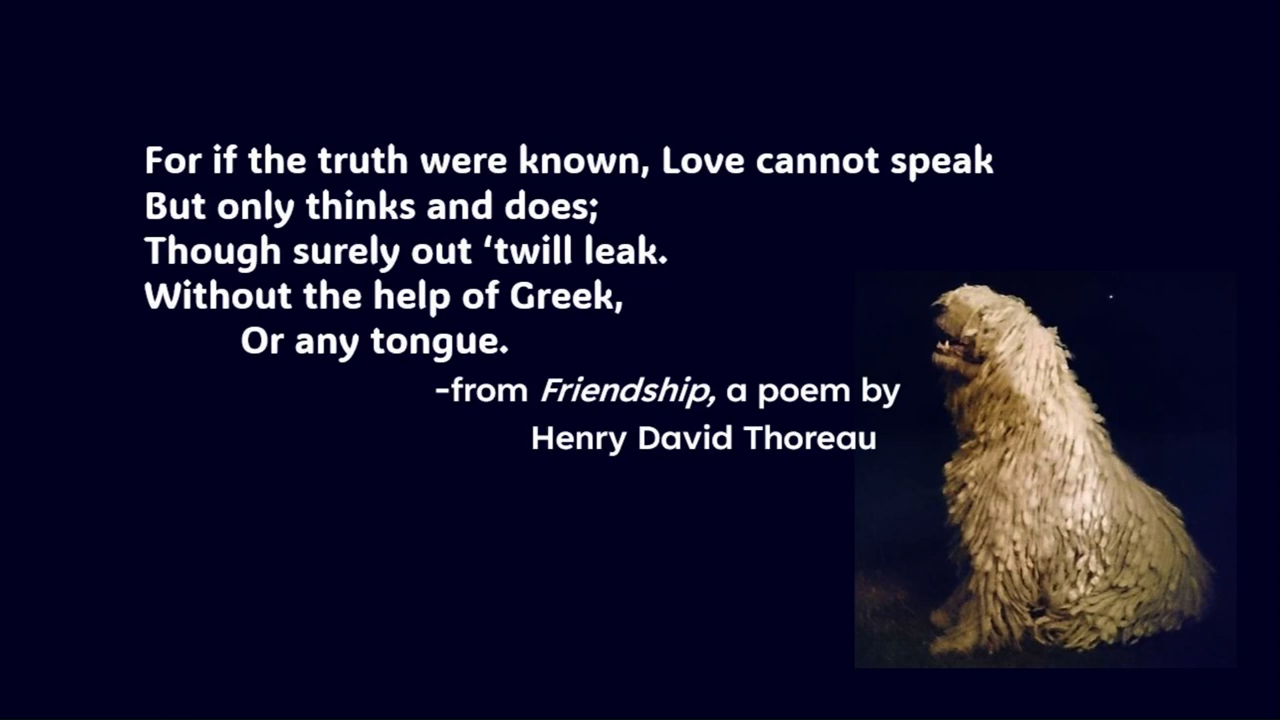 For if the truth were known, Love cannot speak
But only thinks and does;
Though surely out ‘twill leak.
Without the help of Greek,
Or any tongue.
-from Friendship, a poem by
Henry David Thoreau